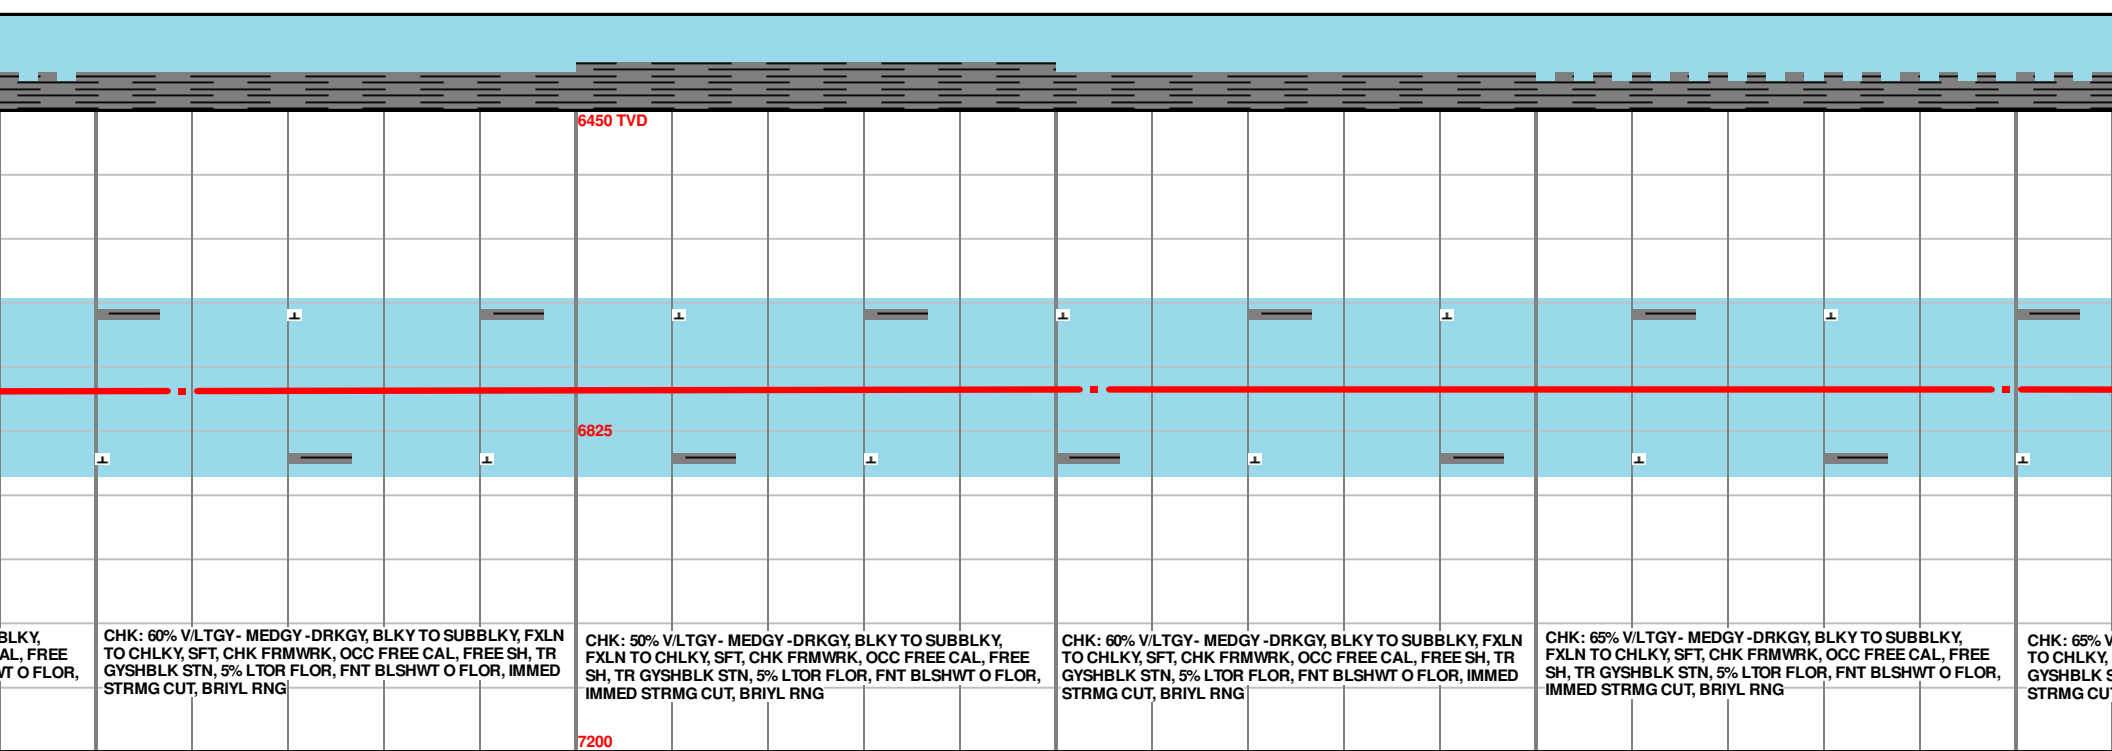 6450 TVD
6825
BLKY,
AL, FREE
WT O FLOR,
CHK: 60% V/LTGY- MEDGY -DRKGY, BLKY TO SUBBLKY, FXLN
TO CHLKY, SFT, CHK FRMWRK, OCC FREE CAL, FREE SH, TR
GYSHBLK STN, 5% LTOR FLOR, FNT BLSHWT O FLOR, IMMED
STRMG CUT, BRIYL RNG
CHK: 50% V/LTGY- MEDGY -DRKGY, BLKY TO SUBBLKY,
FXLN TO CHLKY, SFT, CHK FRMWRK, OCC FREE CAL, FREE
SH, TR GYSHBLK STN, 5% LTOR FLOR, FNT BLSHWT O FLOR,
IMMED STRMG CUT, BRIYL RNG
CHK: 60% V/LTGY- MEDGY -DRKGY, BLKY TO SUBBLKY, FXLN
TO CHLKY, SFT, CHK FRMWRK, OCC FREE CAL, FREE SH, TR
GYSHBLK STN, 5% LTOR FLOR, FNT BLSHWT O FLOR, IMMED
STRMG CUT, BRIYL RNG
CHK: 65% V/LTGY- MEDGY -DRKGY, BLKY TO SUBBLKY,
FXLN TO CHLKY, SFT, CHK FRMWRK, OCC FREE CAL, FREE
SH, TR GYSHBLK STN, 5% LTOR FLOR, FNT BLSHWT O FLOR,
IMMED STRMG CUT, BRIYL RNG
CHK: 65% V
TO CHLKY,
GYSHBLK S
STRMG CUT
7200